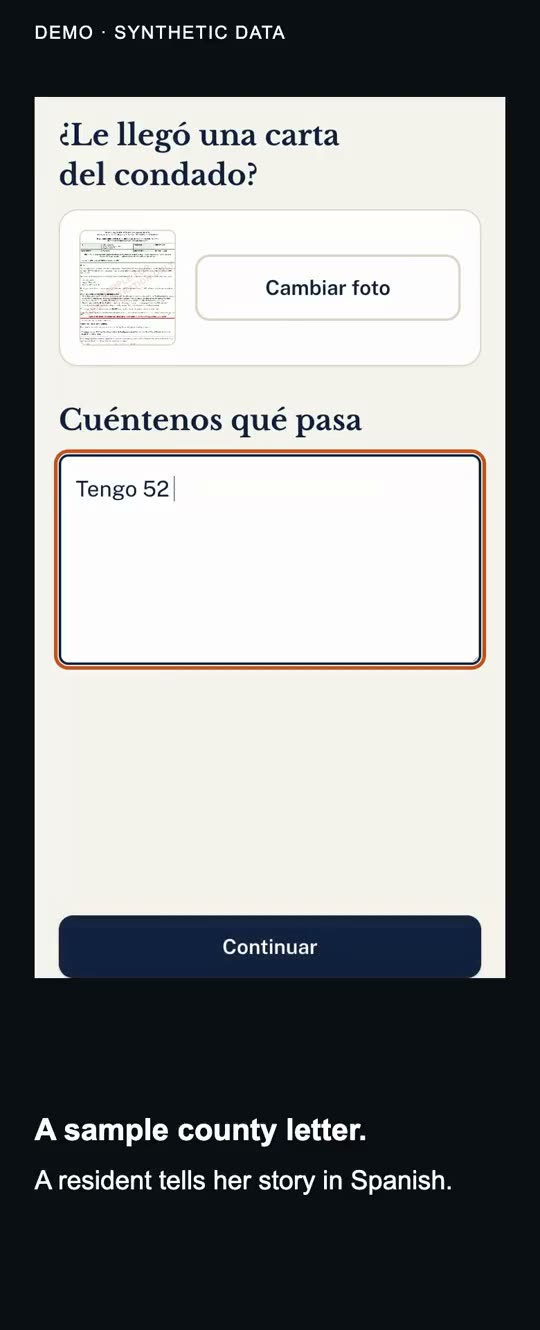 DEMO · SYNTHETIC DATA
¿Le llegó una carta
del condado?
Cambiar foto
Cuéntenos qué pasa
Tengo 52
Continuar
A sample county letter.
A resident tells her story in Spanish.